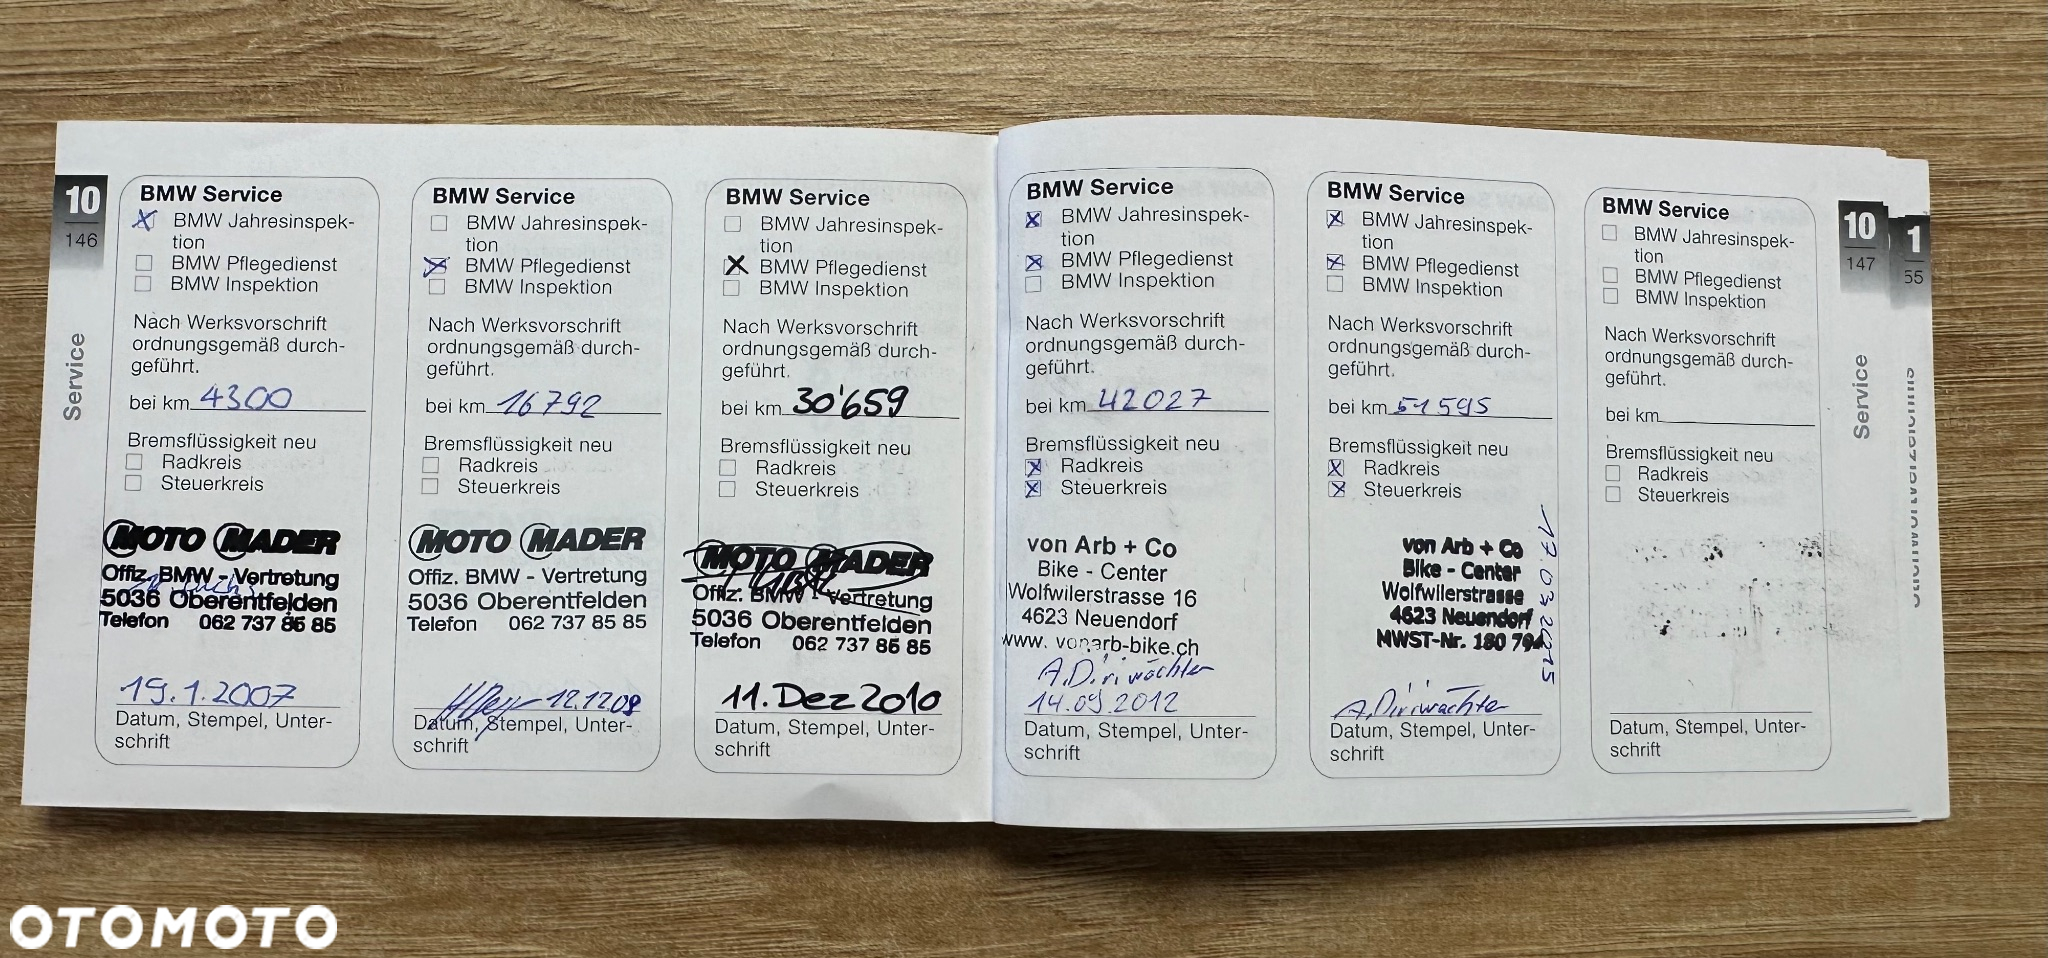 10
146
Service
BMW Service
BMW Jahresinspek-
tion
BMW Pflegedienst
BMW Inspektion
Nach Werksvorschrift
ordnungsgemäß durch-
geführt.
bei km 4300
Bremsflüssigkeit neu
Radkreis
Steuerkreis
MOTO MADER
Offiz. BMW - Vertretung
5036 Oberentfelden
Telefon 062 737 85 85
19.1.2007
Datum, Stempel, Unter-
schrift
BMW Service
BMW Jahresinspek-
tion
BMW Pflegedienst
BMW Inspektion
Nach Werksvorschrift
ordnungsgemäß durch-
geführt.
bei km 16792
Bremsflüssigkeit neu
Radkreis
Steuerkreis
MOTO MADER
Offiz. BMW - Vertretung
5036 Oberentfelden
Telefon 062 737 85 85
12.12.08
Datum, Stempel, Unter-
schrift
BMW Service
BMW Jahresinspek-
tion
BMW Pflegedienst
BMW Inspektion
Nach Werksvorschrift
ordnungsgemäß durch-
geführt.
bei km 30'659
Bremsflüssigkeit neu
Radkreis
Steuerkreis
MOTO MADER
Offiz. BMW - Vertretung
5036 Oberentfelden
Telefon 062 737 85 85
11. Dez 2010
Datum, Stempel, Unter-
schrift
BMW Service
BMW Jahresinspek-
tion
BMW Pflegedienst
BMW Inspektion
Nach Werksvorschrift
ordnungsgemäß durch-
geführt.
bei km 42027
Bremsflüssigkeit neu
Radkreis
Steuerkreis
von Arb + Co
Bike - Center
Wolfwilerstrasse 16
4623 Neuendorf
www.vonarb-bike.ch
A. Diriwächter
14.09.2012
Datum, Stempel, Unter-
schrift
BMW Service
BMW Jahresinspek-
tion
BMW Pflegedienst
BMW Inspektion
Nach Werksvorschrift
ordnungsgemäß durch-
geführt.
bei km 51595
Bremsflüssigkeit neu
Radkreis
Steuerkreis
von Arb + Co
Bike - Center
Wolfwilerstrasse
4623 Neuendorf
MWST-Nr. 180 794
17.03.2015
A. Diriwächter
Datum, Stempel, Unter-
schrift
BMW Service
BMW Jahresinspek-
tion
BMW Pflegedienst
BMW Inspektion
Nach Werksvorschrift
ordnungsgemäß durch-
geführt.
bei km
Bremsflüssigkeit neu
Radkreis
Steuerkreis
Datum, Stempel, Unter-
schrift
10
147
Service
1
55
OTOMOTO